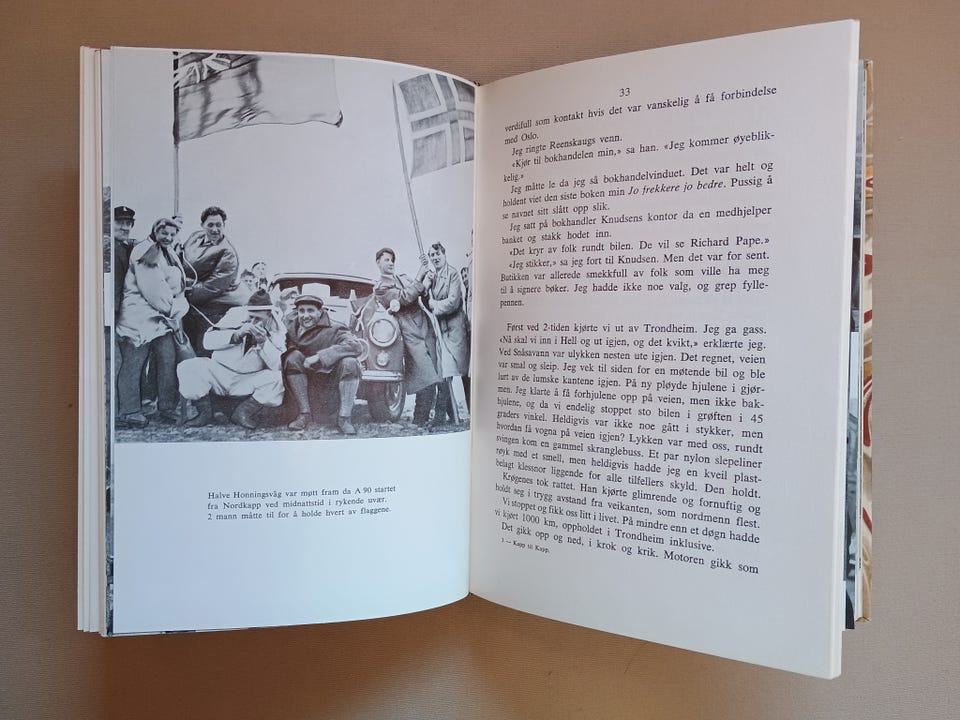 Halve Honningsvåg var møtt fram da A 90 startet
fra Nordkapp ved midnattstid i rykende uvær.
2 mann måtte til for å holde hvert av flaggene.
33
verdifull som kontakt hvis det var vanskelig å få forbindelse
med Oslo.
Jeg ringte Reenskaugs venn.
«Kjør til bokhandelen min,» sa han. «Jeg kommer øyeblik-
kelig.»
Jeg måtte le da jeg så bokhandelvinduet. Det var helt og
holdent viet den siste boken min Jo frekkere jo bedre. Pussig å
se navnet sitt slått opp slik.
Jeg satt på bokhandler Knudsens kontor da en medhjelper
banket og stakk hodet inn.
«Det kryr av folk rundt bilen. De vil se Richard Pape.»
«Jeg stikker,» sa jeg fort til Knudsen. Men det var for sent.
Butikken var allerede smekkfull av folk som ville ha meg
til å signere bøker. Jeg hadde ikke noe valg, og grep fylle-
pennen.
Først ved 2-tiden kjørte vi ut av Trondheim. Jeg ga gass.
«Nå skal vi inn i Hell og ut igjen, og det kvikt,» erklærte jeg.
Ved Snåsavann var ulykken nesten ute igjen. Det regnet, veien
var smal og sleip. Jeg vek til siden for en møtende bil og ble
lurt av de lumske kantene igjen. På ny pløyde hjulene i gjør-
men. Jeg klarte å få forhjulene opp på veien, men ikke bak-
hjulene, og da vi endelig stoppet sto bilen i grøften i 45
graders vinkel. Heldigvis var ikke noe gått i stykker, men
hvordan få vogna på veien igjen? Lykken var med oss, rundt
svingen kom en gammel skranglebuss. Et par nylon slepeliner
røyk med et smell, men heldigvis hadde jeg en kveil plast-
belagt klessnor liggende for alle tilfellers skyld. Den holdt.
Krøgenes tok rattet. Han kjørte glimrende og fornuftig og
holdt seg i trygg avstand fra veikanten, som nordmenn flest.
Vi stoppet og fikk oss litt i livet. På mindre enn et døgn hadde
vi kjørt 1000 km, oppholdet i Trondheim inklusive.
Det gikk opp og ned, i krok og krik. Motoren gikk som
3 — Kapp til Kapp.